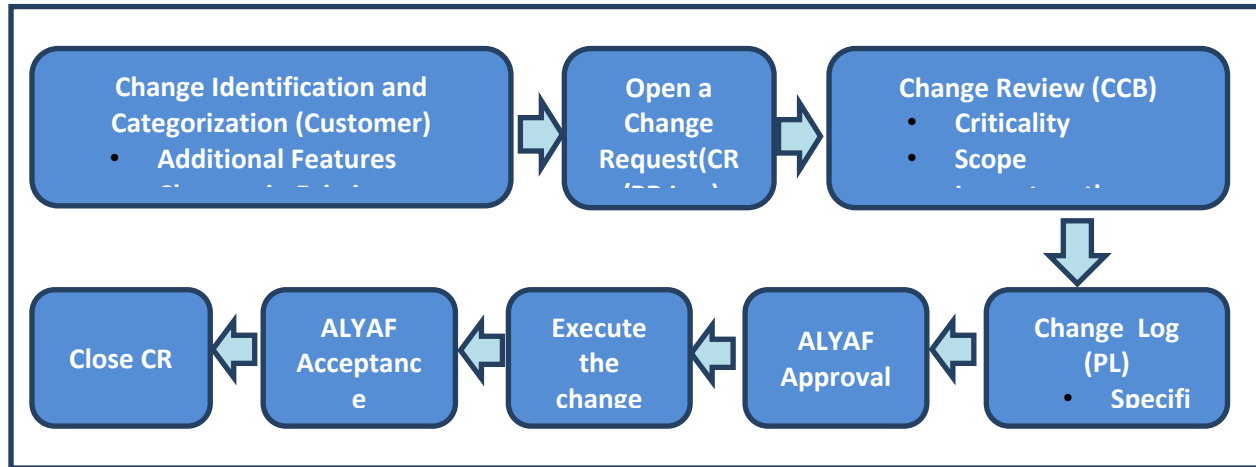 Change Identification and
Categorization (Customer)
• Additional Features
Open a
Change
Request(CR
Change Review (CCB)
• Criticality
• Scope
Close CR
ALYAF
Acceptanc
e
Execute
the
change
ALYAF
Approval
Change Log
(PL)
• Specifi